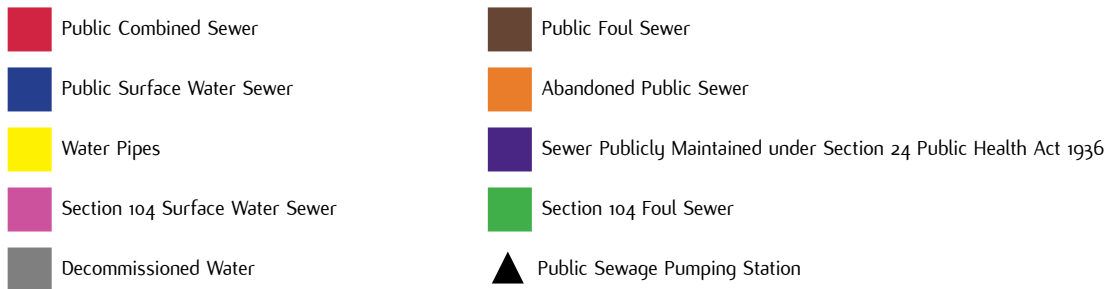 Public Combined Sewer
Public Foul Sewer
Public Surface Water Sewer
Abandoned Public Sewer
Water Pipes
Sewer Publicly Maintained under Section 24 Public Health Act 1936
Section 104 Surface Water Sewer
Section 104 Foul Sewer
Decommissioned Water
Public Sewage Pumping Station